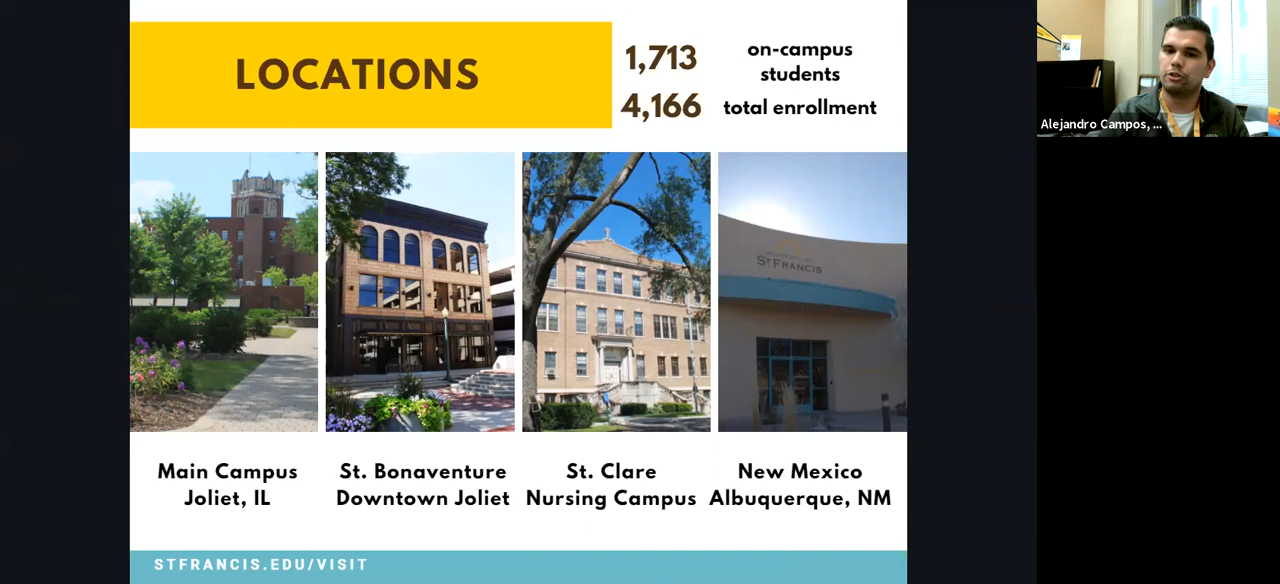 LOCATIONS
1,713
on-campus
students
4,166
total enrollment
Alejandro Campos, ...
ST FRANCIS
Main Campus
Joliet, IL
St. Bonaventure
Downtown Joliet
St. Clare
Nursing Campus
New Mexico
Albuquerque, NM
STFRANCIS.EDU/VISIT